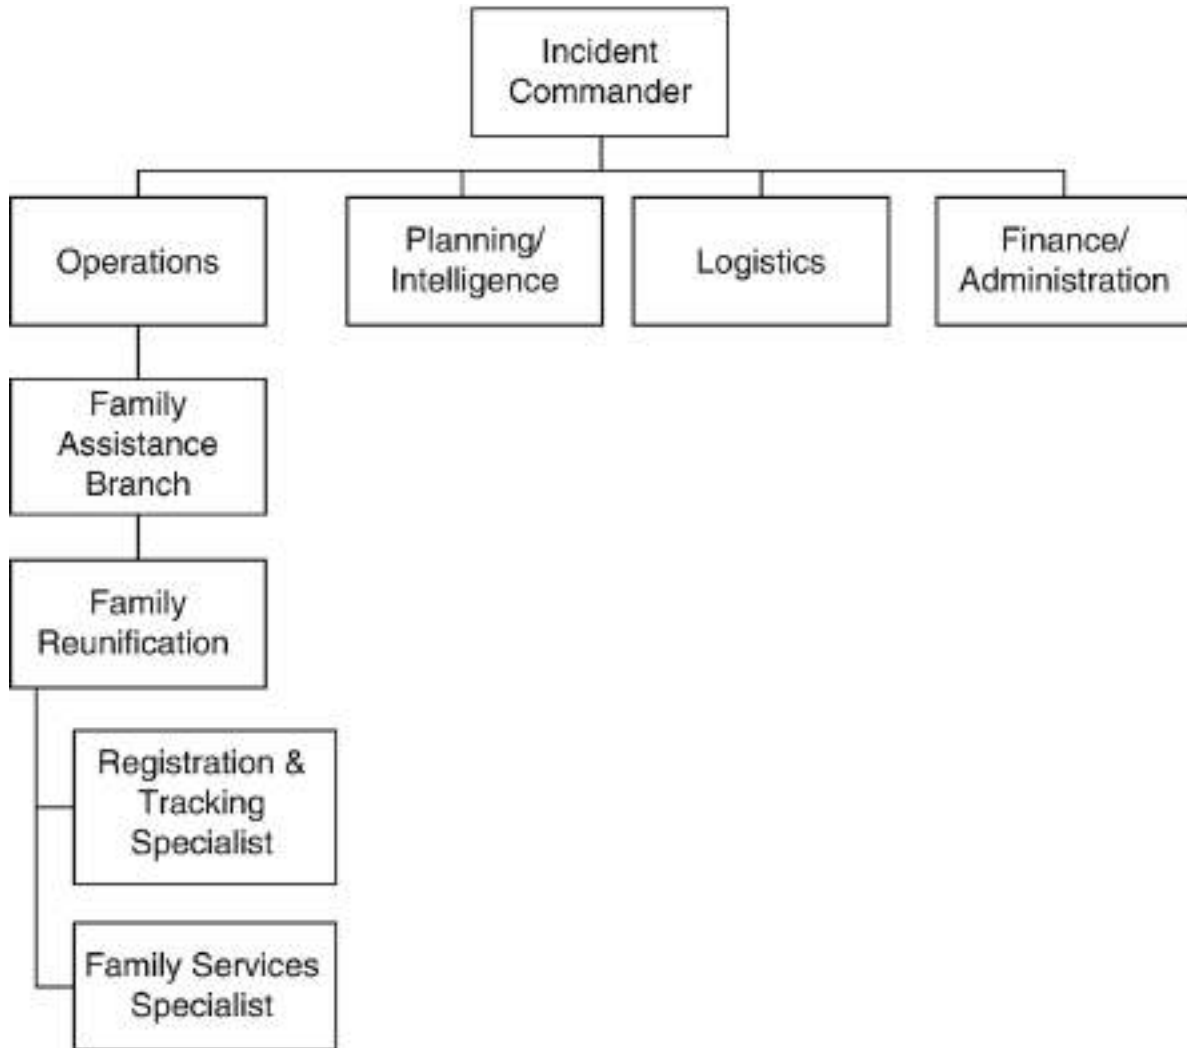 Incident
Commander
Operations
Planning/
Intelligence
Logistics
Finance/
Administration
Family
Assistance
Branch
Family
Reunification
Registration &
Tracking
Specialist
Family Services
Specialist